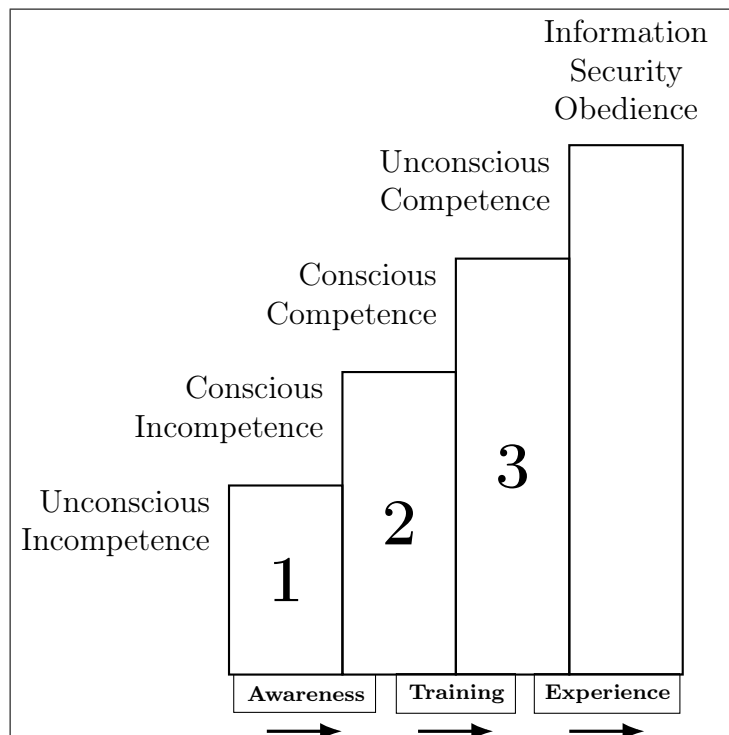 Information
Security
Obedience
Unconscious
Competence
Conscious
Competence
Conscious
Incompetence
Unconscious
Incompetence
3
2
1
Awareness Training Experience